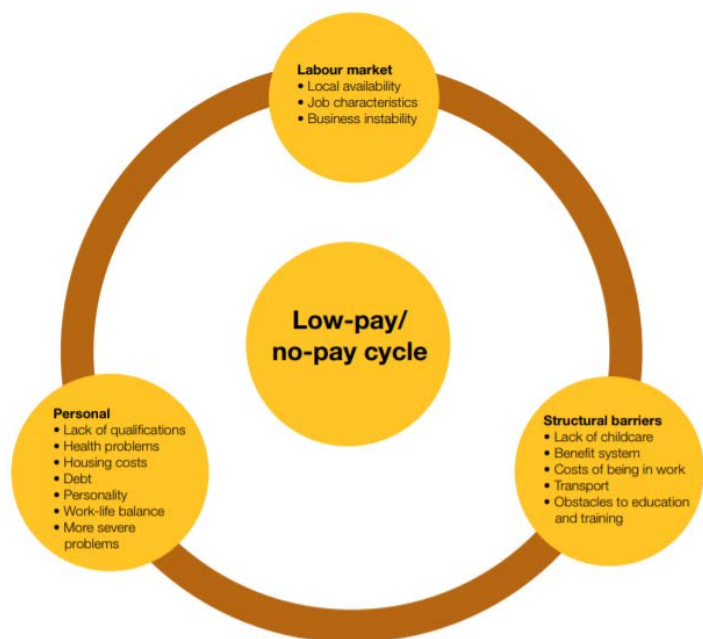 Labour market
• Local availability
• Job characteristics
• Business instability
Low-pay/
no-pay cycle
Personal
• Lack of qualifications
• Health problems
• Housing costs
• Debt
• Personality
• Work-life balance
• More severe
problems
Structural barriers
• Lack of childcare
• Benefit system
• Costs of being in work
• Transport
• Obstacles to education
and training